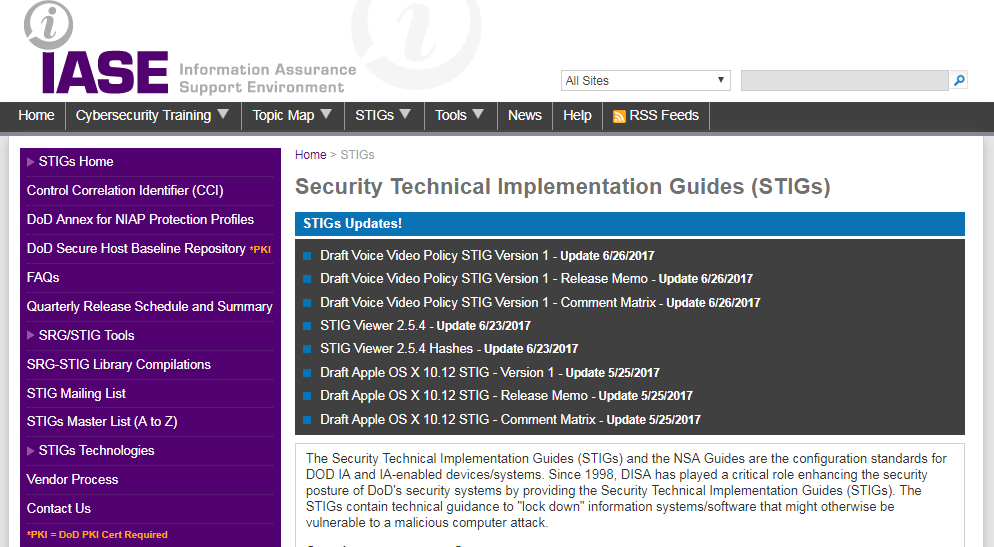 IASE Information Assurance
Support Environment
All Sites
Home Cybersecurity Training Topic Map STIGs Tools News Help RSS Feeds
STIGs Home
Control Correlation Identifier (CCI)
DoD Annex for NIAP Protection Profiles
DoD Secure Host Baseline Repository *PKI
FAQs
Quarterly Release Schedule and Summary
SRG/STIG Tools
SRG-STIG Library Compilations
STIG Mailing List
STIGs Master List (A to Z)
STIGs Technologies
Vendor Process
Contact Us
*PKI = DoD PKI Cert Required
Home > STIGs
Security Technical Implementation Guides (STIGs)
STIGs Updates!
Draft Voice Video Policy STIG Version 1 - Update 6/26/2017
Draft Voice Video Policy STIG Version 1 - Release Memo - Update 6/26/2017
Draft Voice Video Policy STIG Version 1 - Comment Matrix - Update 6/26/2017
STIG Viewer 2.5.4 - Update 6/23/2017
STIG Viewer 2.5.4 Hashes - Update 6/23/2017
Draft Apple OS X 10.12 STIG - Version 1 - Update 5/25/2017
Draft Apple OS X 10.12 STIG - Release Memo - Update 5/25/2017
Draft Apple OS X 10.12 STIG - Comment Matrix - Update 5/25/2017
The Security Technical Implementation Guides (STIGs) and the NSA Guides are the configuration standards for
DOD IA and IA-enabled devices/systems. Since 1998, DISA has played a critical role enhancing the security
posture of DoD's security systems by providing the Security Technical Implementation Guides (STIGs). The
STIGs contain technical guidance to "lock down" information systems/software that might otherwise be
vulnerable to a malicious computer attack.